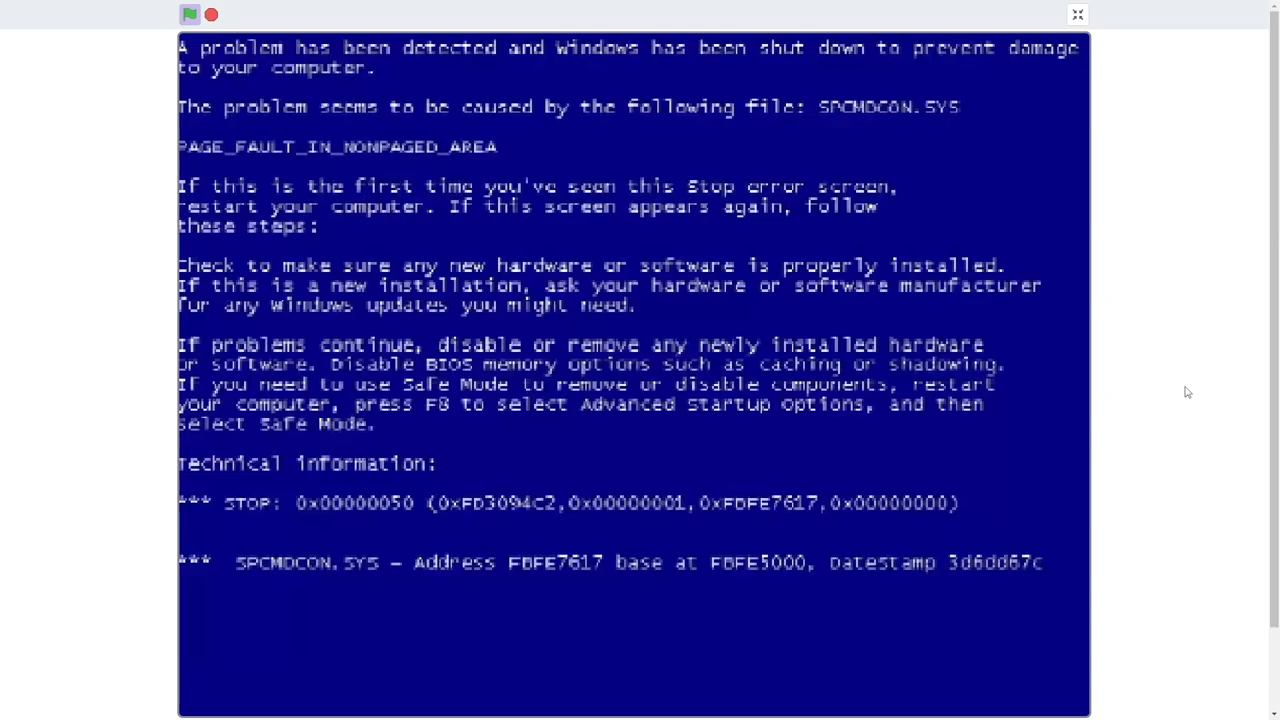 A problem has been detected and Windows has been shut down to prevent damage
to your computer.
The problem seems to be caused by the following file: SPCMDCON.SYS
PAGE_FAULT_IN_NONPAGED_AREA
If this is the first time you've seen this Stop error screen,
restart your computer. If this screen appears again, follow
these steps:
Check to make sure any new hardware or software is properly installed.
If this is a new installation, ask your hardware or software manufacturer
for any Windows updates you might need.
If problems continue, disable or remove any newly installed hardware
or software. Disable BIOS memory options such as caching or shadowing.
If you need to use Safe Mode to remove or disable components, restart
your computer, press F8 to select Advanced Startup Options, and then
select Safe Mode.
Technical information:
*** STOP: 0x00000050 (0xFD3094C2,0x00000001,0xFBFE7617,0x00000000)
*** SPCMDCON.SYS - Address FBFE7617 base at FBFE5000, DateStamp 3d6dd67c